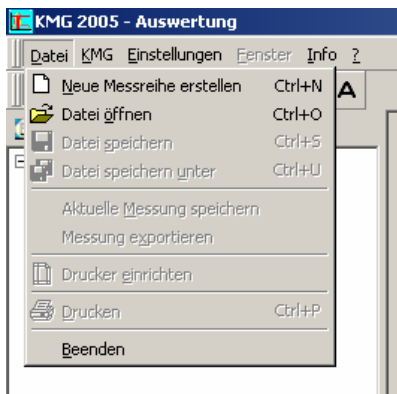 KMG 2005 - Auswertung
Datei KMG Einstellungen Fenster Info ?
Neue Messreihe erstellen Ctrl+N
A
Datei öffnen Ctrl+O
Datei speichern Ctrl+S
Datei speichern unter Ctrl+U
Aktuelle Messung speichern
Messung exportieren
Drucker einrichten
Drucken Ctrl+P
Beenden